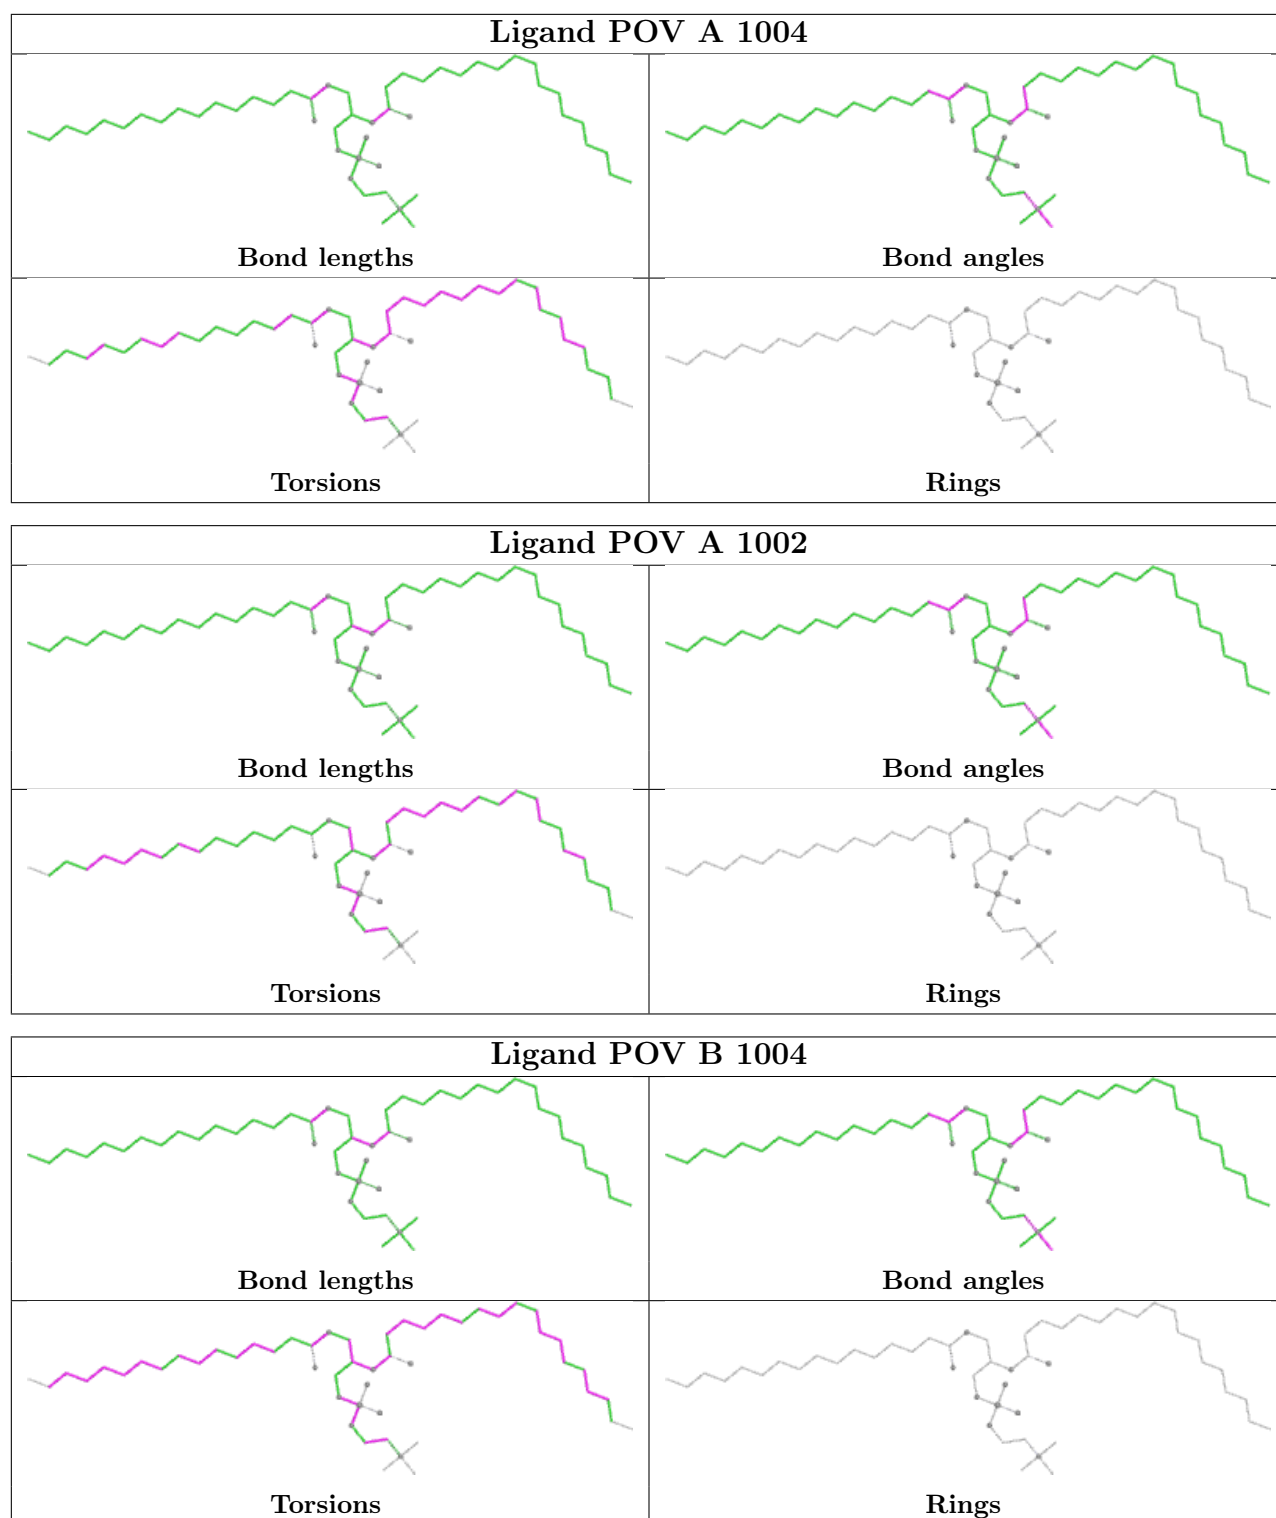 Ligand POV A 1004
Bond lengths
Bond angles
Torsions
Rings
Ligand POV A 1002
Bond lengths
Bond angles
Torsions
Rings
Ligand POV B 1004
Bond lengths
Bond angles
Torsions
Rings